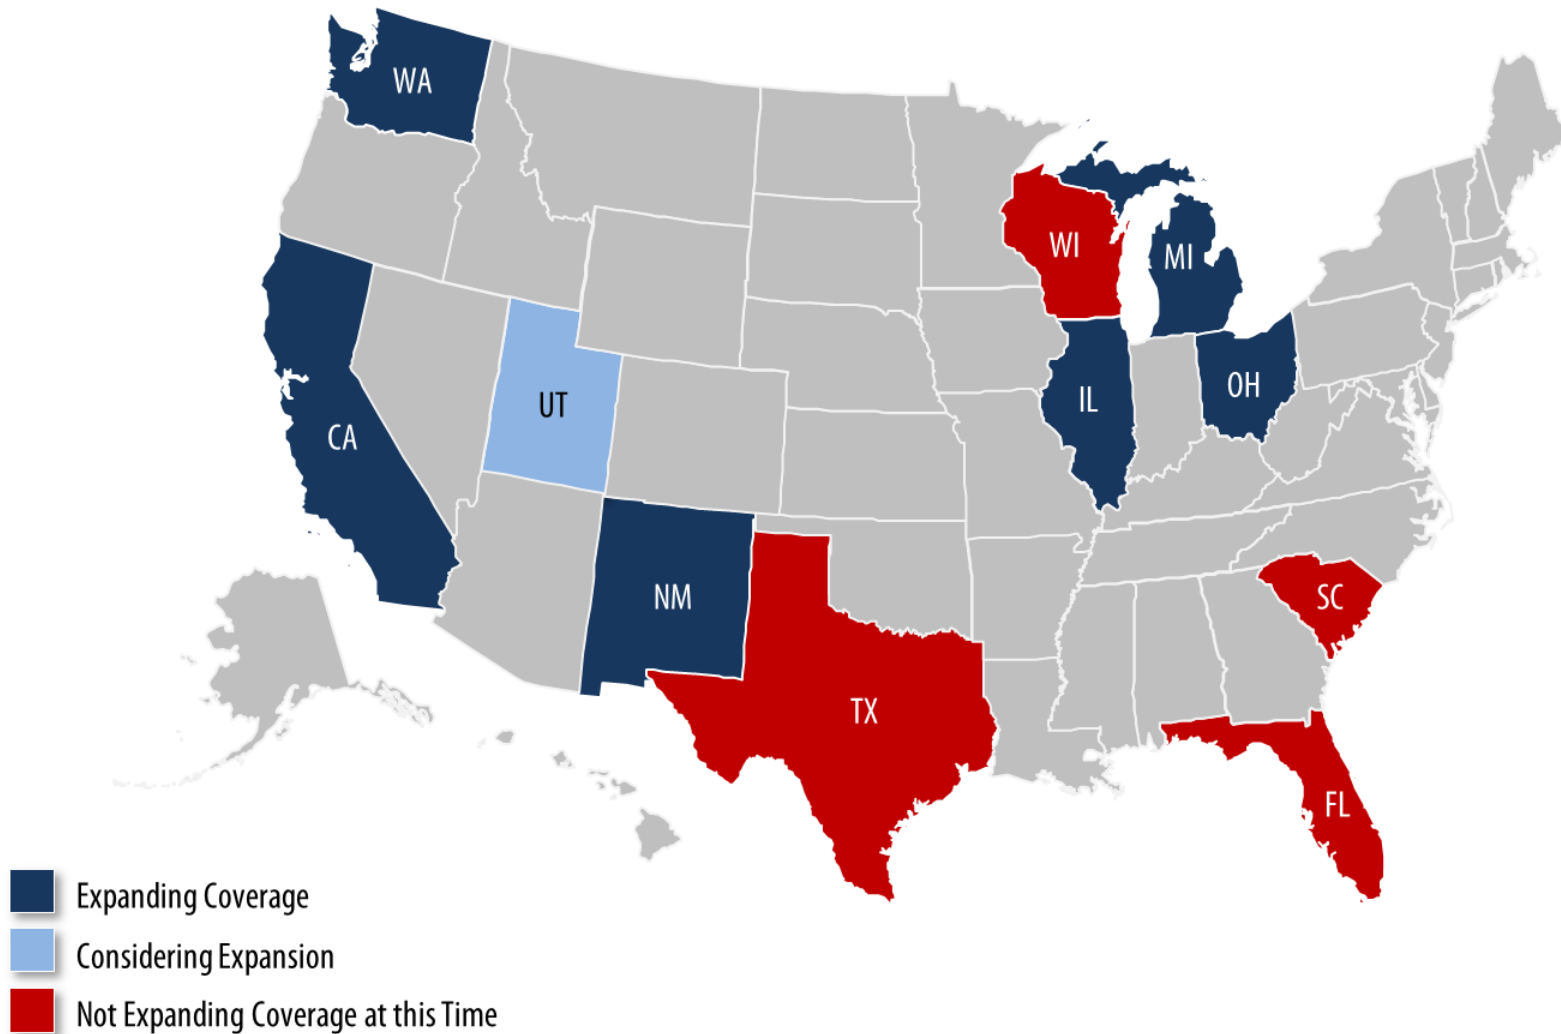 WA
WI
MI
UT
IL
OH
CA
NM
SC
TX
FL
Expanding Coverage
Considering Expansion
Not Expanding Coverage at this Time